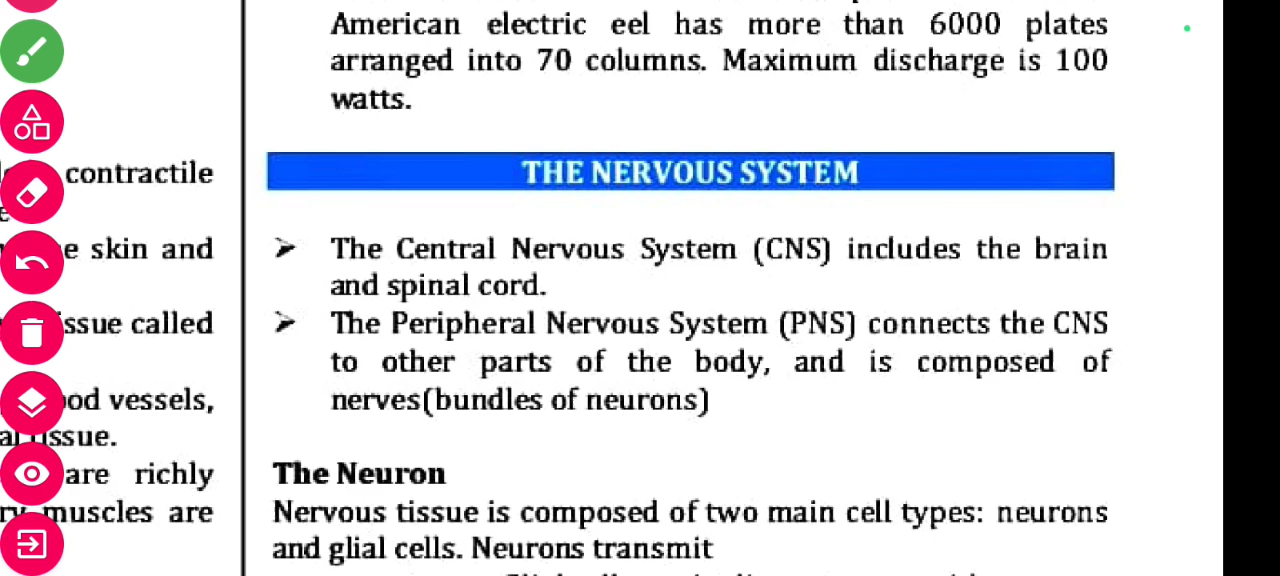 contractile
skin and
called
vessels,
are richly
muscles are
American electric eel has more than 6000 plates
arranged into 70 columns. Maximum discharge is 100
watts.
THE NERVOUS SYSTEM
➢ The Central Nervous System (CNS) includes the brain
and spinal cord.
➢ The Peripheral Nervous System (PNS) connects the CNS
to other parts of the body, and is composed of
nerves(bundles of neurons)
The Neuron
Nervous tissue is composed of two main cell types: neurons
and glial cells. Neurons transmit